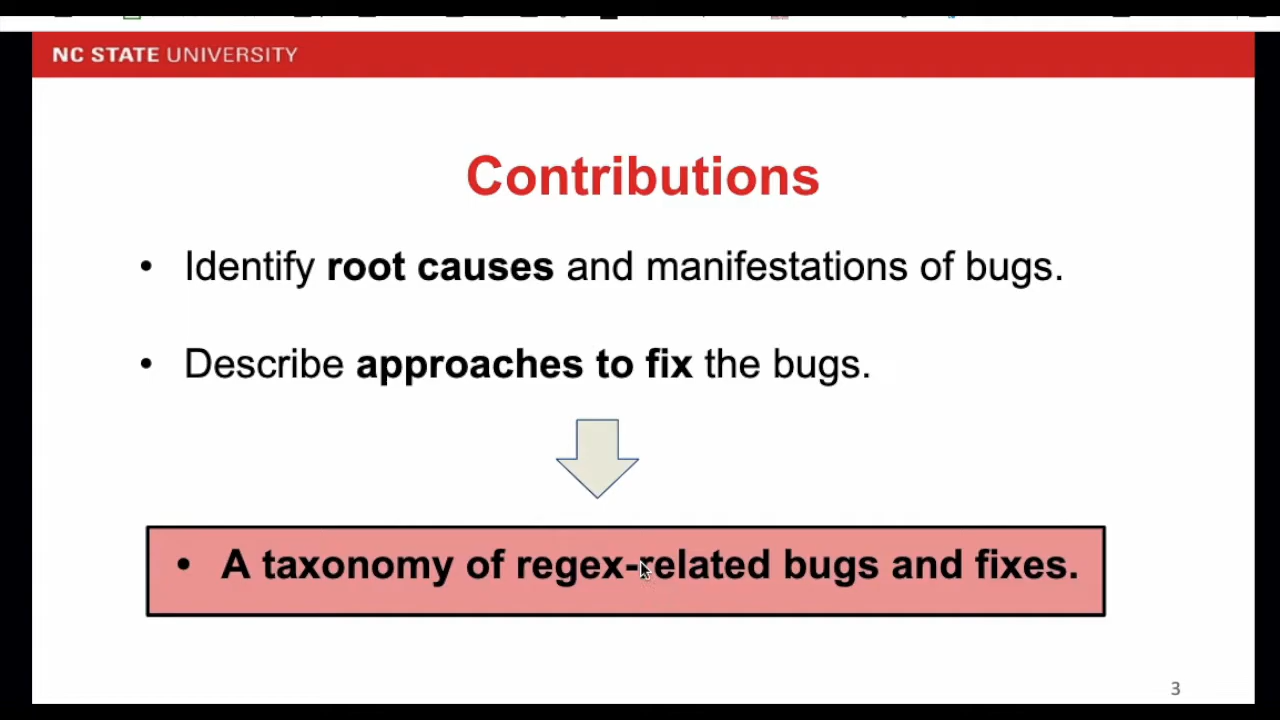 NC STATE UNIVERSITY
Contributions
• Identify root causes and manifestations of bugs.
• Describe approaches to fix the bugs.
• A taxonomy of regex-related bugs and fixes.
3